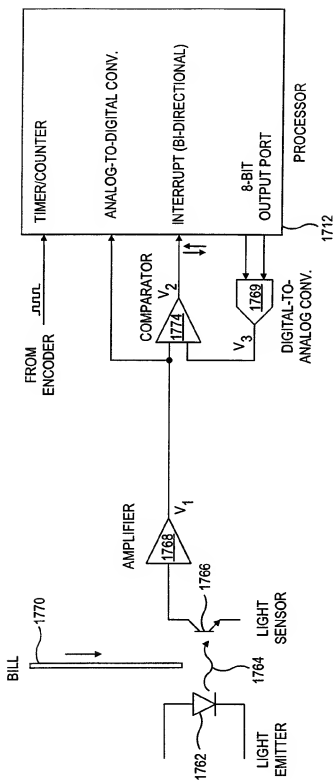 TIMER/COUNTER
ANALOG-TO-DIGITAL CONV.
INTERRUPT (BI-DIRECTIONAL)
8-BIT
OUTPUT PORT
PROCESSOR
1712
FROM
ENCODER
COMPARATOR
1774
V2
V3
1769
DIGITAL-TO-
ANALOG CONV.
AMPLIFIER
1768
V1
BILL
1770
1766
LIGHT
SENSOR
1764
1762
LIGHT
EMITTER